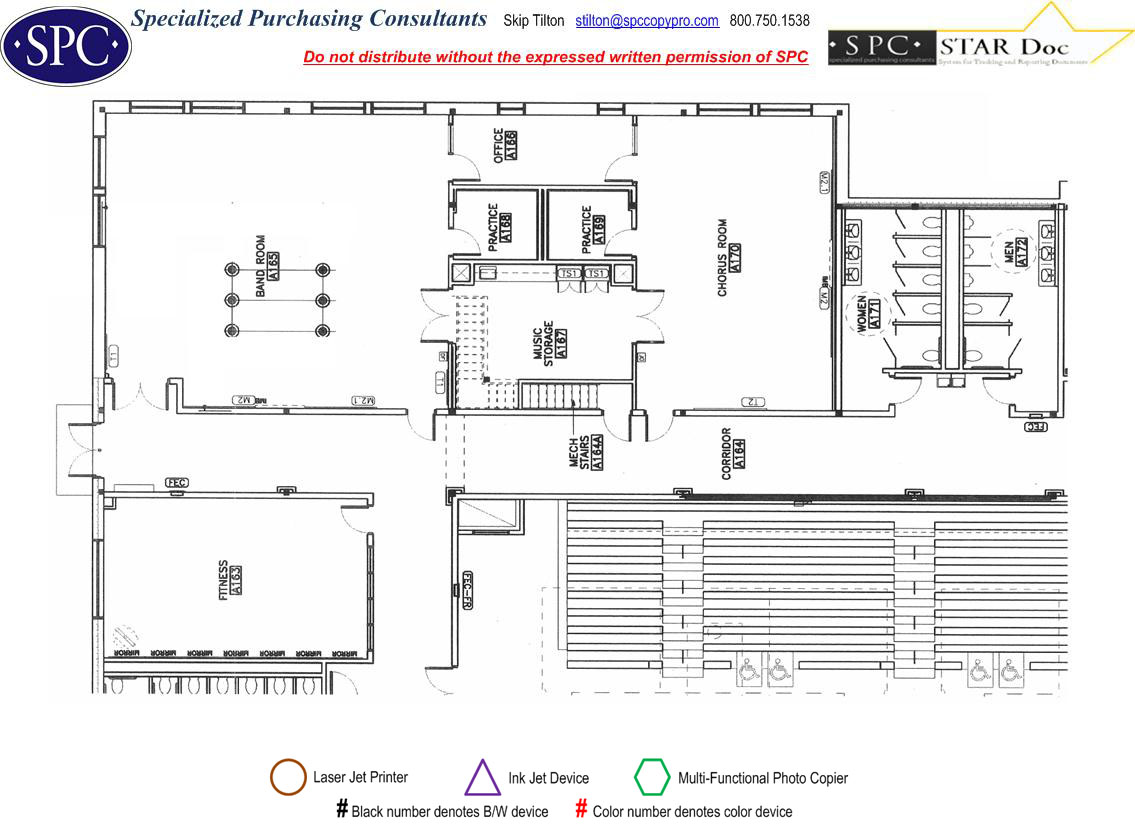 SPC
Specialized Purchasing Consultants Skip Tilton stilton@spccopypro.com 800.750.1538
Do not distribute without the expressed written permission of SPC
SPC STAR Doc
specialized purchasing consultants System for Tracking and Reporting Documents
OFFICE
A166
PRACTICE
A168
PRACTICE
A169
BAND ROOM
A165
CHORUS ROOM
A170
M2.1
M2
WOMEN
A171
MEN
A172
TS1
TS1
MUSIC
STORAGE
A167
L1
T1
M2
M2.1
T2
MECH
STAIRS
A164A
CORRIDOR
A164
FEC
FEC
FITNESS
A163
FEC-FR
MIRROR MIRROR MIRROR MIRROR MIRROR MIRROR MIRROR
Laser Jet Printer
Ink Jet Device
Multi-Functional Photo Copier
# Black number denotes B/W device # Color number denotes color device